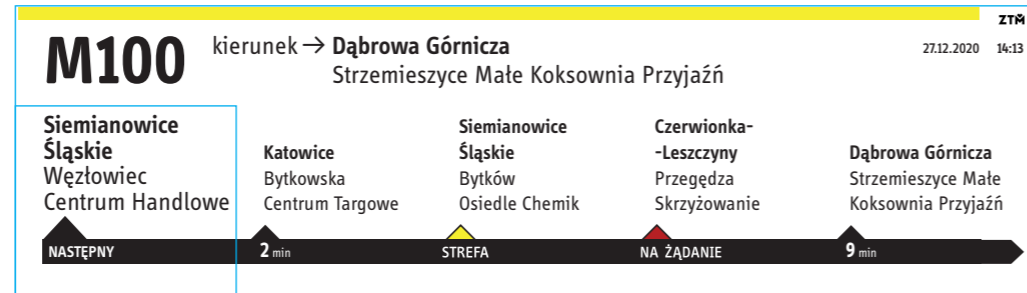 ZTM
M100
kierunek → Dąbrowa Górnicza
Strzemieszyce Małe Koksownia Przyjaźń
27.12.2020 14:13
Siemianowice
Śląskie
Węzłowiec
Centrum Handlowe
NASTĘPNY
Katowice
Bytkowska
Centrum Targowe
2 min
Siemianowice
Śląskie
Bytków
Osiedle Chemik
STREFA
Czerwionka-
-Leszczyny
Przegędza
Skrzyżowanie
NA ŻĄDANIE
Dąbrowa Górnicza
Strzemieszyce Małe
Koksownia Przyjaźń
9 min